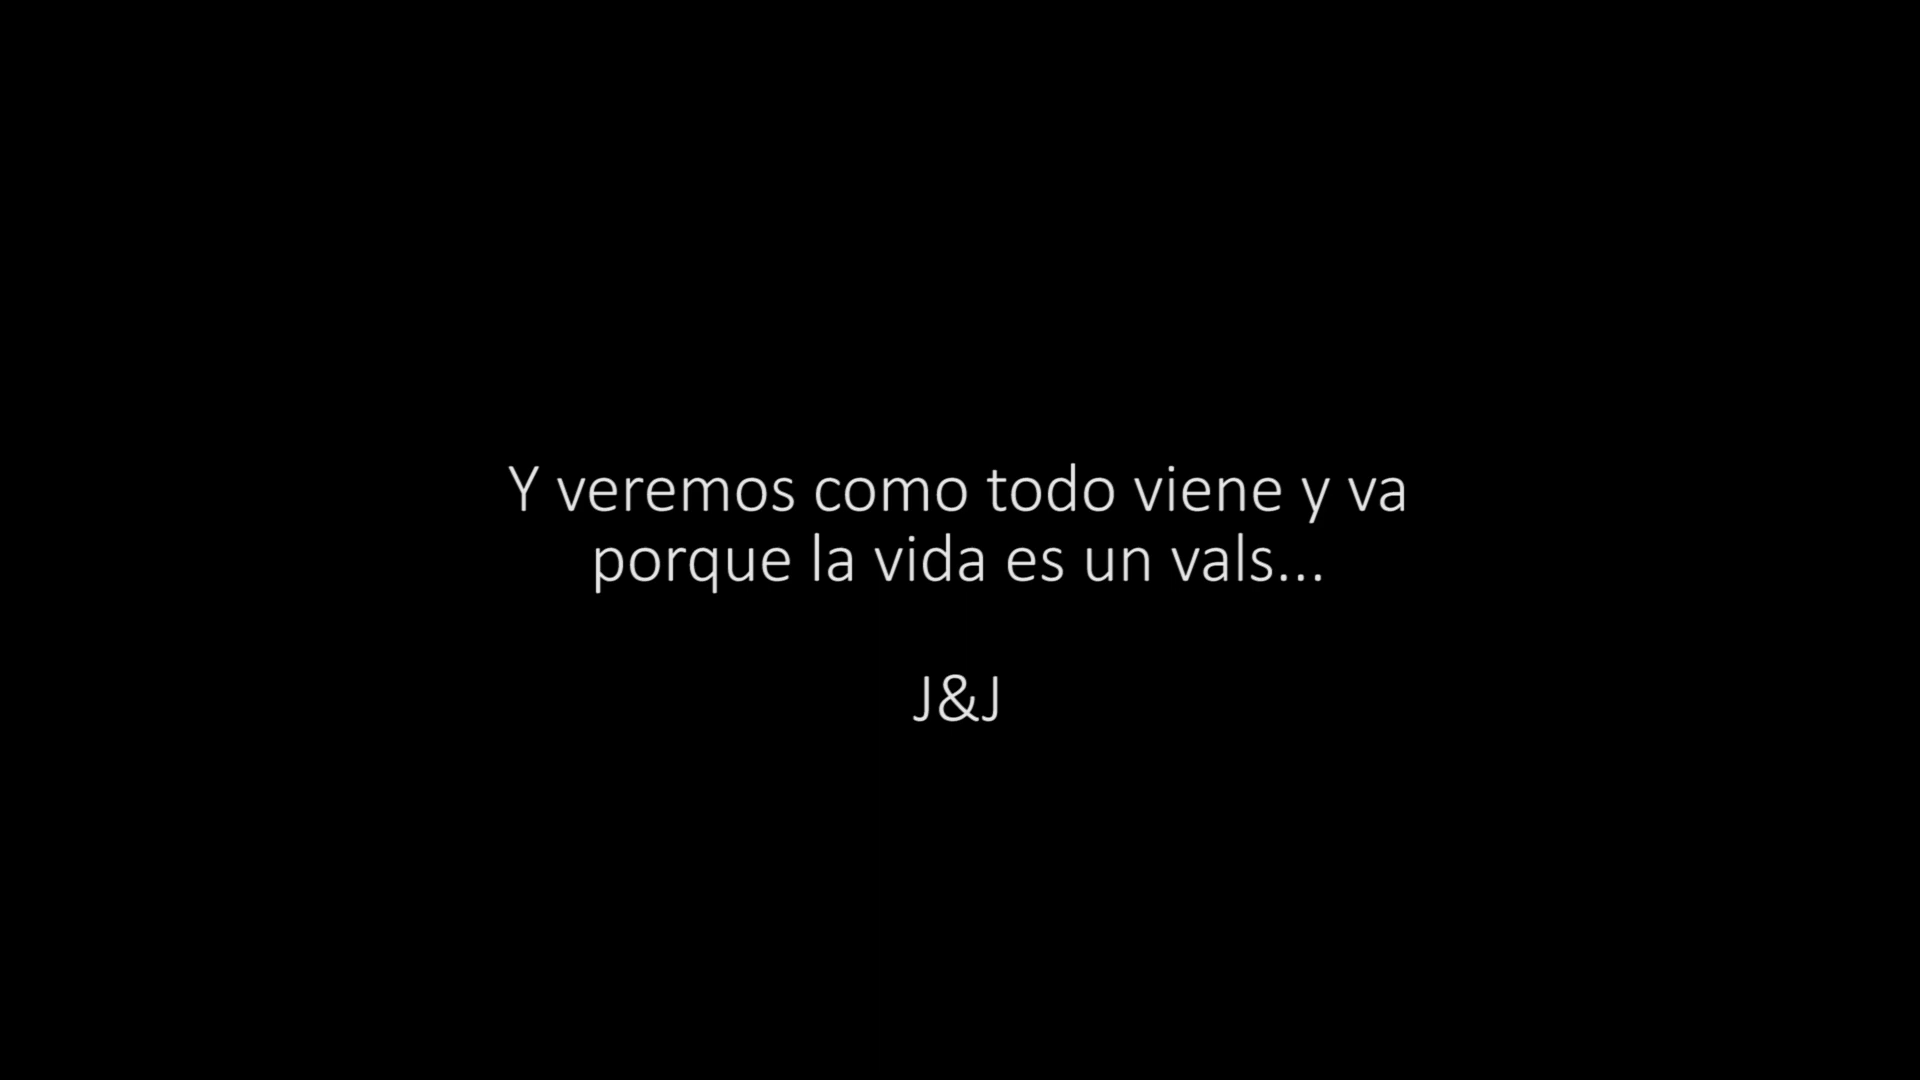 Y veremos como todo viene y va
porque la vida es un vals...
J&J